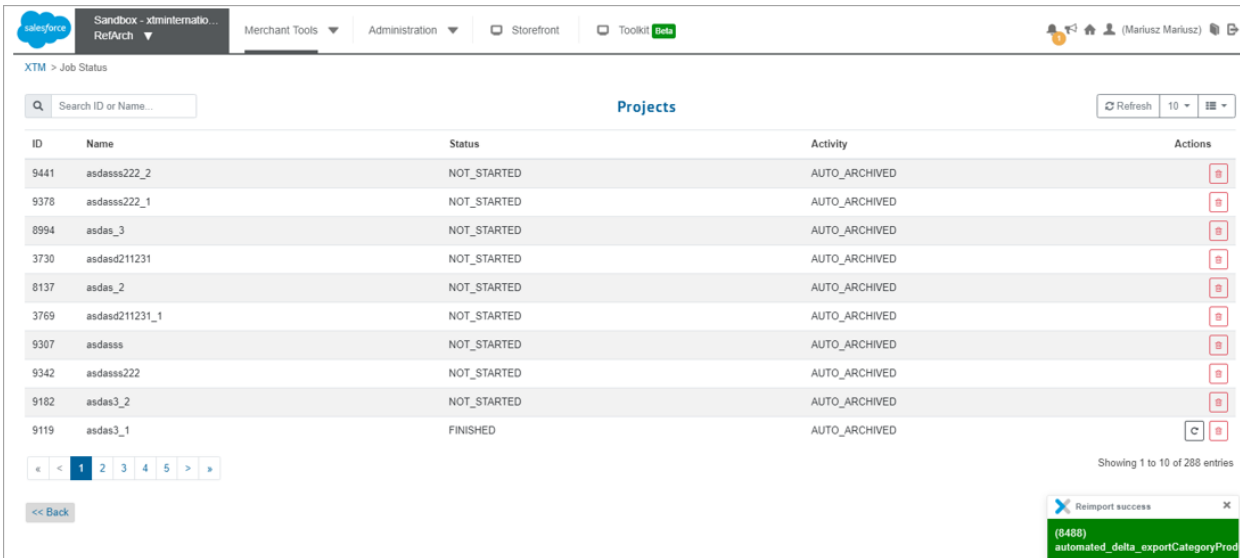 salesforce
Sandbox - xtminternatio...
RefArch
Merchant Tools
Administration
Storefront
Toolkit Beta
1
(Mariusz Mariusz)
XTM > Job Status
Search ID or Name...
Projects
Refresh
10
ID Name Status Activity Actions
9441 asdasss222_2 NOT_STARTED AUTO_ARCHIVED
9378 asdasss222_1 NOT_STARTED AUTO_ARCHIVED
8994 asdas_3 NOT_STARTED AUTO_ARCHIVED
3730 asdasd211231 NOT_STARTED AUTO_ARCHIVED
8137 asdas_2 NOT_STARTED AUTO_ARCHIVED
3769 asdasd211231_1 NOT_STARTED AUTO_ARCHIVED
9307 asdasss NOT_STARTED AUTO_ARCHIVED
9342 asdasss222 NOT_STARTED AUTO_ARCHIVED
9182 asdas3_2 NOT_STARTED AUTO_ARCHIVED
9119 asdas3_1 FINISHED AUTO_ARCHIVED
« < 1 2 3 4 5 > »
Showing 1 to 10 of 288 entries
<< Back
Reimport success ×
(8488)
automated_delta_exportCategoryProd